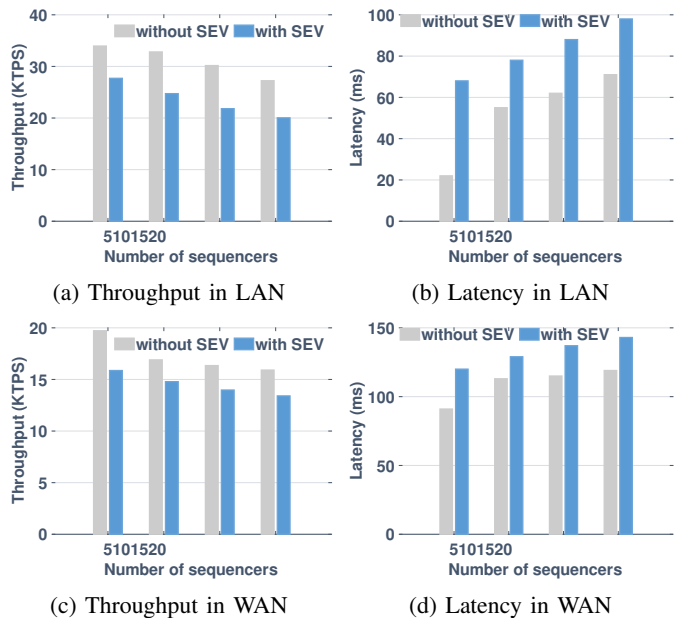 40
30
20
10
0
Throughput (KTPS)
without SEV with SEV
5101520
Number of sequencers
(a) Throughput in LAN
100
80
60
40
20
0
Latency (ms)
without SEV with SEV
5101520
Number of sequencers
(b) Latency in LAN
20
15
10
5
0
Throughput (KTPS)
without SEV with SEV
5101520
Number of sequencers
(c) Throughput in WAN
150
100
50
0
Latency (ms)
without SEV with SEV
5101520
Number of sequencers
(d) Latency in WAN